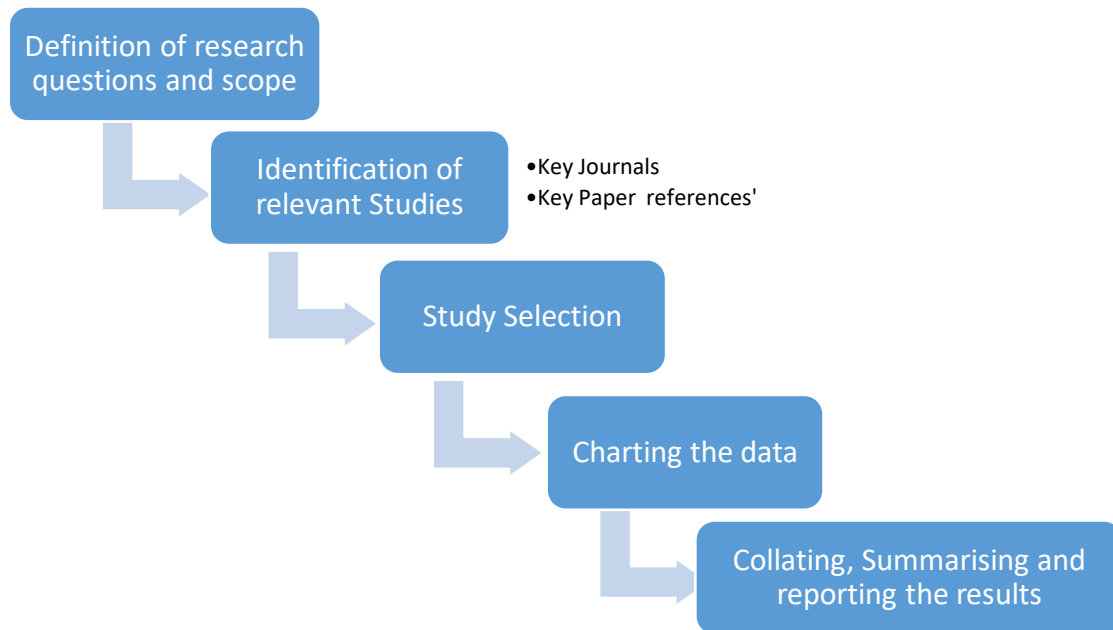 Definition of research
questions and scope
Identification of
relevant Studies
•Key Journals
•Key Paper references'
Study Selection
Charting the data
Collating, Summarising and
reporting the results